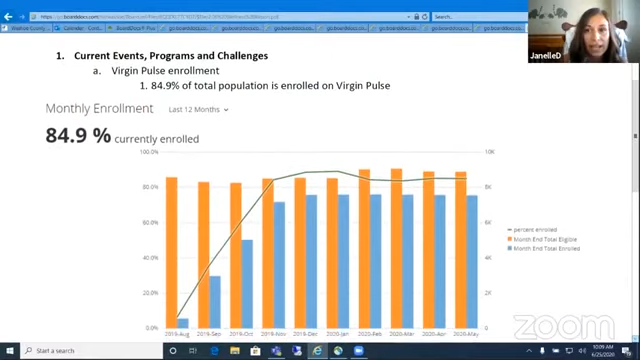 1. Current Events, Programs and Challenges
a. Virgin Pulse enrollment
1. 84.9% of total population is enrolled on Virgin Pulse
Monthly Enrollment Last 12 Months
84.9 % currently enrolled
100.0% 10K
80.0% 8K
60.0% 6K
40.0% 4K
20.0% 2K
0.0% 0
2019-Aug 2019-Sep 2019-Oct 2019-Nov 2019-Dec 2020-Jan 2020-Feb 2020-Mar 2020-Apr 2020-May
percent enrolled
Month End Total Eligible
Month End Total Enrolled
JanelleD
Search...
zoom
Start a search
10:09 AM
6/25/2020